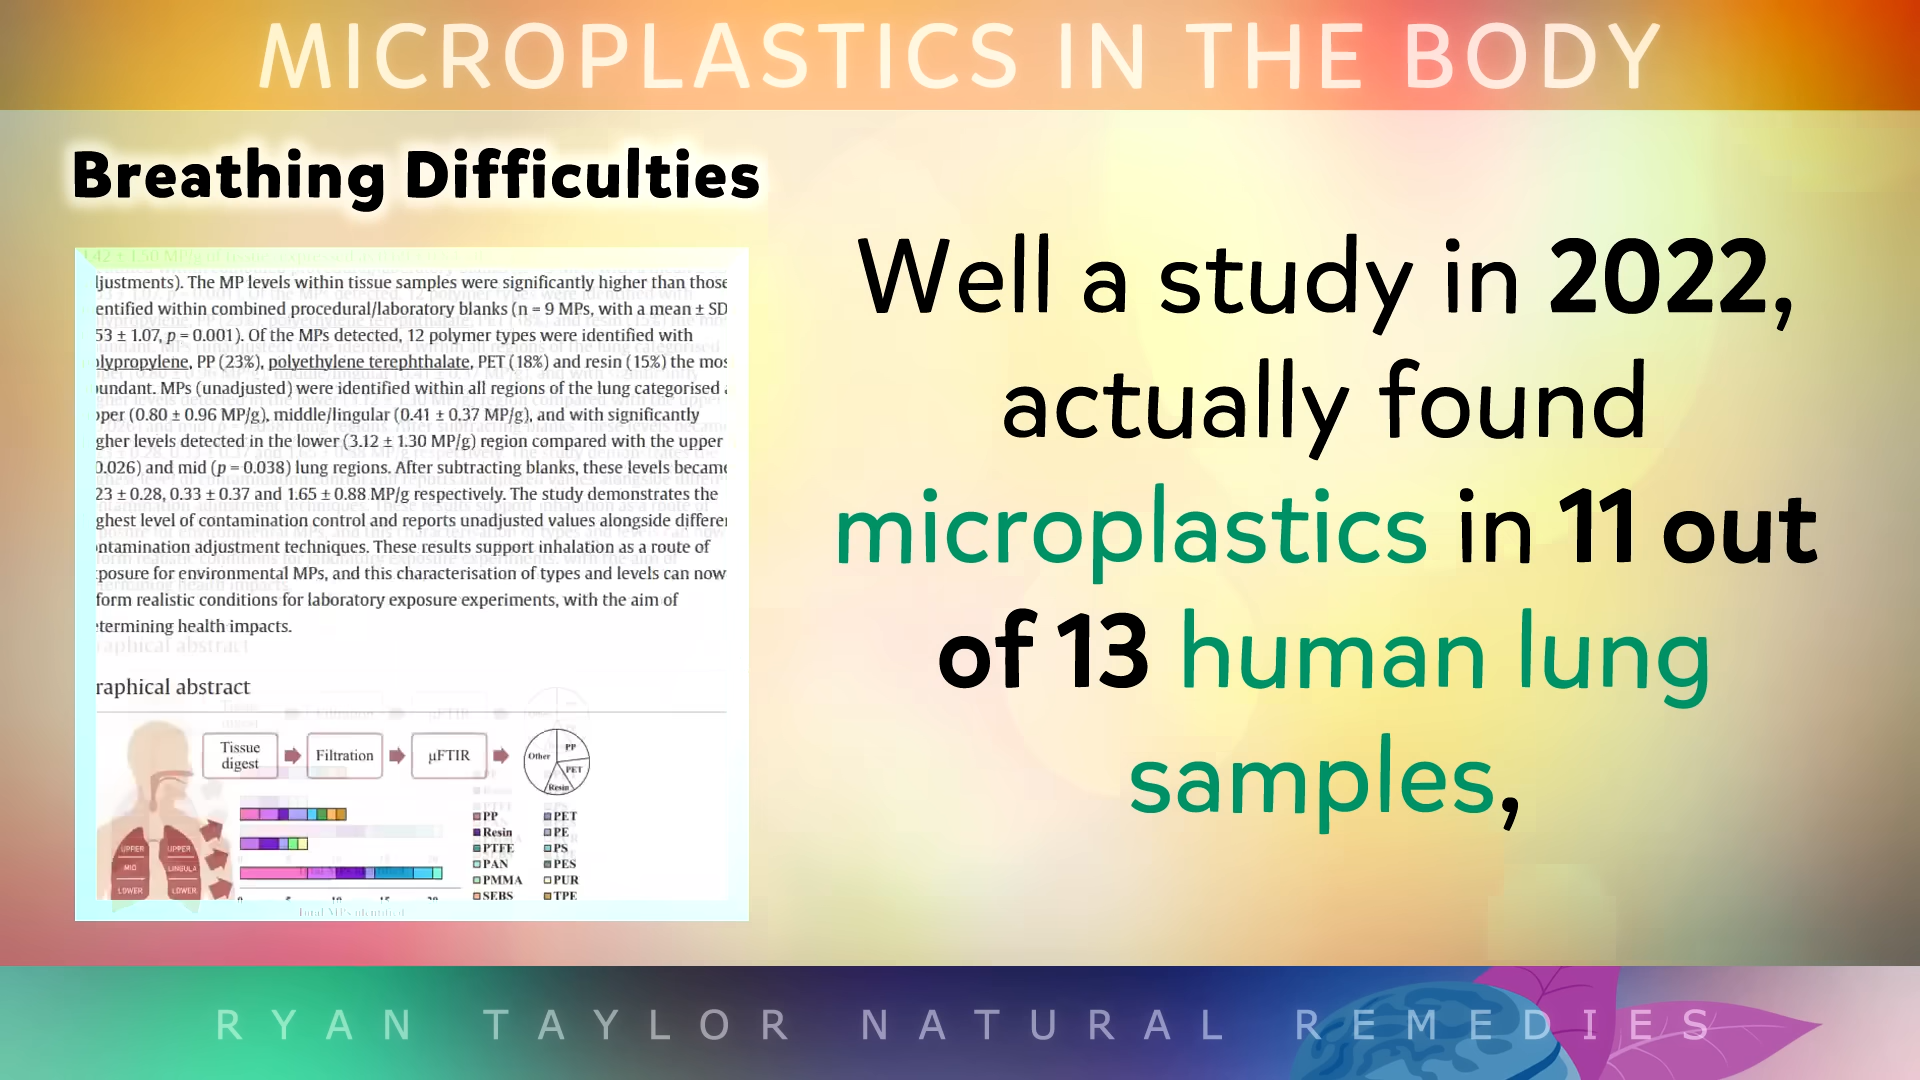 MICROPLASTICS IN THE BODY
Breathing Difficulties
ljustments). The MP levels within tissue samples were significantly higher than those
entified within combined procedural/laboratory blanks (n = 9 MPs, with a mean ± SD
53 ± 1.07, p = 0.001). Of the MPs detected, 12 polymer types were identified with
olypropylene, PP (23%), polyethylene terephthalate, PET (18%) and resin (15%) the mos
undant. MPs (unadjusted) were identified within all regions of the lung categorised
per (0.80 ± 0.96 MP/g), middle/lingular (0.41 ± 0.37 MP/g), and with significantly
gher levels detected in the lower (3.12 ± 1.30 MP/g) region compared with the upper
0.026) and mid (p = 0.038) lung regions. After subtracting blanks, these levels became
23 ± 0.28, 0.33 ± 0.37 and 1.65 ± 0.88 MP/g respectively. The study demonstrates the
ghest level of contamination control and reports unadjusted values alongside differe
ntamination adjustment techniques. These results support inhalation as a route of
posure for environmental MPs, and this characterisation of types and levels can now
form realistic conditions for laboratory exposure experiments, with the aim of
termining health impacts.
raphical abstract
Tissue digest
Filtration
µFTIR
Other PP PET Resin
UPPER UPPER
MID LINGULA
LOWER LOWER
PP PET
Resin PE
PTFE PS
PAN PES
PMMA PUR
SEBS TPE
Total MPs identified
Well a study in 2022,
actually found
microplastics in 11 out
of 13 human lung
samples,
RYAN TAYLOR NATURAL REMEDIES